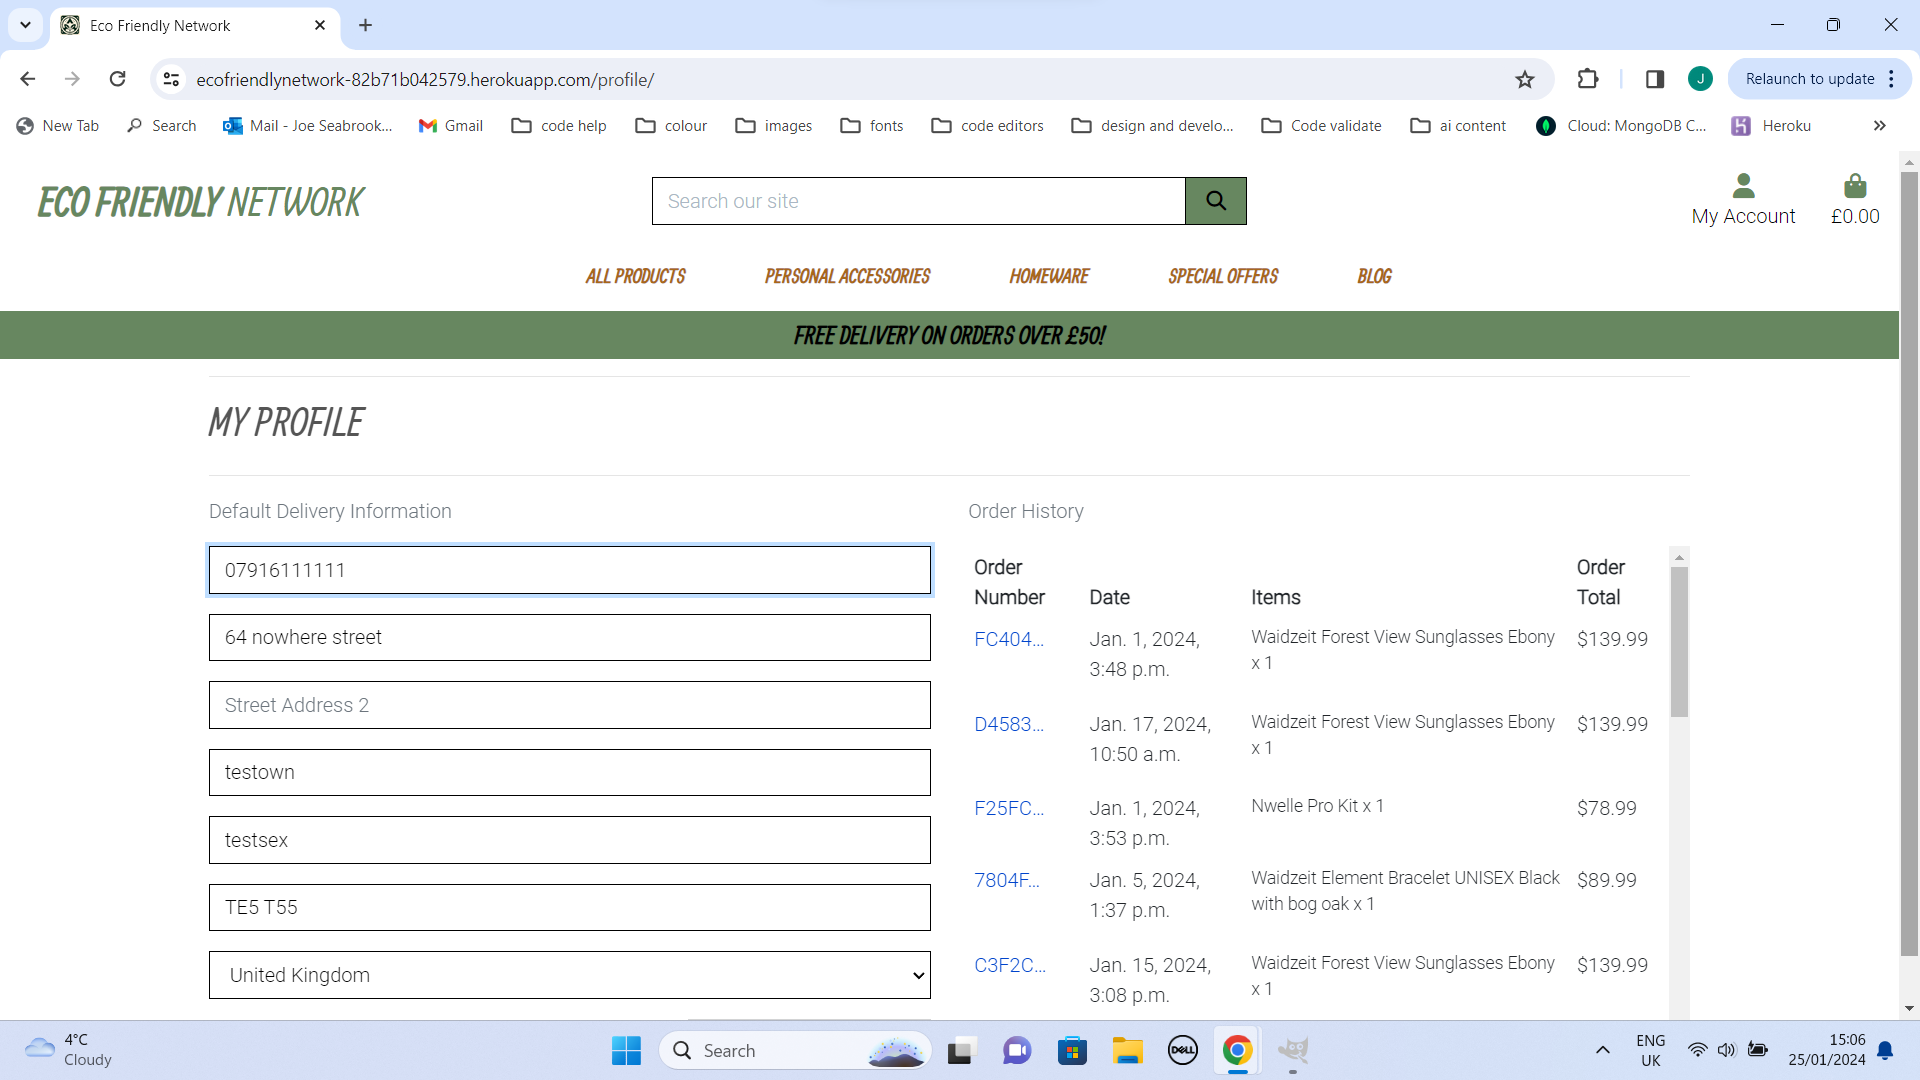 Eco Friendly Network
ecofriendlynetwork-82b71b042579.herokuapp.com/profile/
J
Relaunch to update
New Tab
Search
Mail - Joe Seabrook...
Gmail
code help
colour
images
fonts
code editors
design and develo...
Code validate
ai content
Cloud: MongoDB C...
Heroku
ECO FRIENDLY NETWORK
Search our site
My Account
£0.00
ALL PRODUCTS
PERSONAL ACCESSORIES
HOMEWARE
SPECIAL OFFERS
BLOG
FREE DELIVERY ON ORDERS OVER £50!
MY PROFILE
Default Delivery Information
07916111111
64 nowhere street
Street Address 2
testown
testsex
TE5 T55
United Kingdom
Order History
Order Number Date Items Order Total
FC404... Jan. 1, 2024, Waidzeit Forest View Sunglasses Ebony $139.99
3:48 p.m. x 1
D4583... Jan. 17, 2024, Waidzeit Forest View Sunglasses Ebony $139.99
10:50 a.m. x 1
F25FC... Jan. 1, 2024, Nwelle Pro Kit x 1 $78.99
3:53 p.m.
7804F... Jan. 5, 2024, Waidzeit Element Bracelet UNISEX Black $89.99
1:37 p.m. with bog oak x 1
C3F2C... Jan. 15, 2024, Waidzeit Forest View Sunglasses Ebony $139.99
3:08 p.m. x 1
4°C
Cloudy
Search
DELL
ENG
UK
15:06
25/01/2024